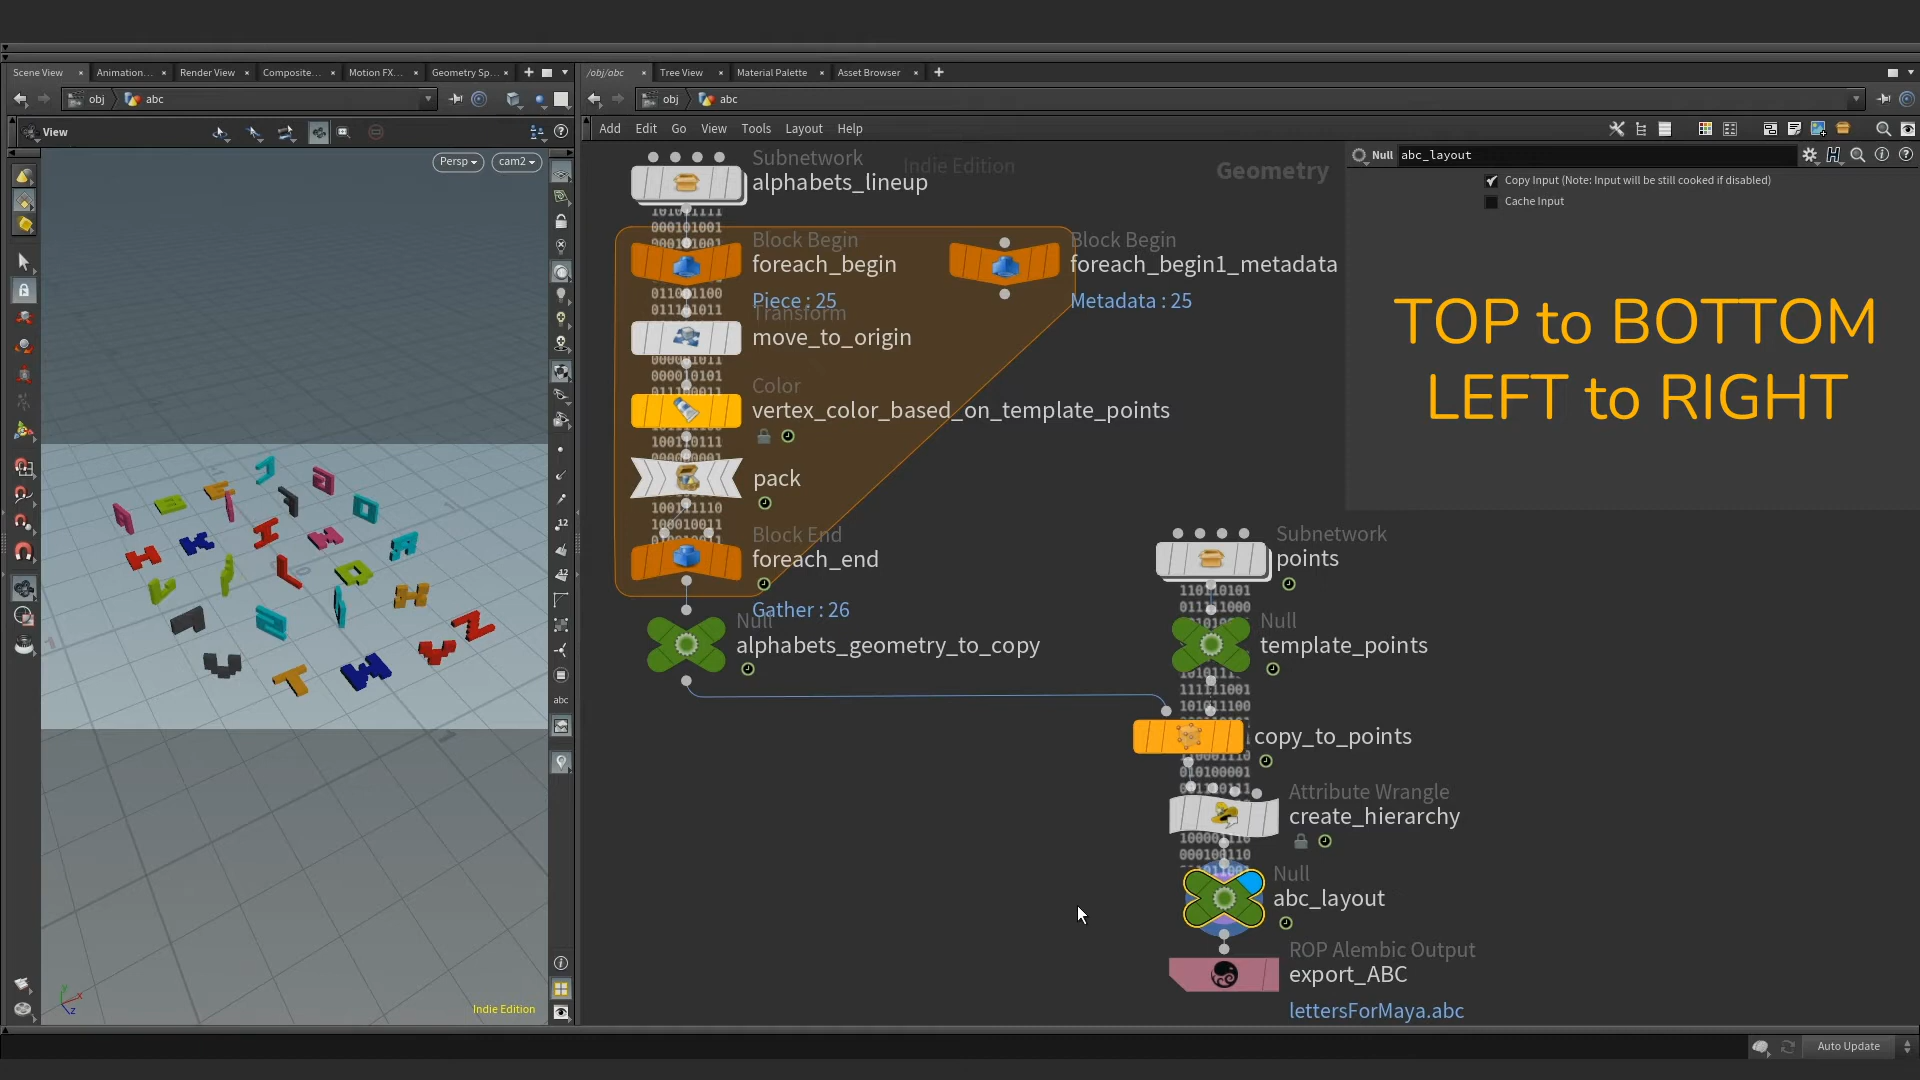 Scene View
Animation...
Render View
Composite...
Motion FX...
Geometry Sp...
/obj/abc
Tree View
Material Palette
Asset Browser
obj
abc
obj
abc
View
Add
Edit
Go
View
Tools
Layout
Help
Persp
cam2
Indie Edition
Geometry
Null
abc_layout
Copy Input (Note: Input will be still cooked if disabled)
Cache Input
TOP to BOTTOM
LEFT to RIGHT
Subnetwork
alphabets_lineup
Block Begin
foreach_begin
Piece : 25
Block Begin
foreach_begin1_metadata
Metadata : 25
Transform
move_to_origin
Color
vertex_color_based_on_template_points
pack
Block End
foreach_end
Gather : 26
Null
alphabets_geometry_to_copy
Subnetwork
points
Null
template_points
copy_to_points
Attribute Wrangle
create_hierarchy
Null
abc_layout
ROP Alembic Output
export_ABC
lettersForMaya.abc
12
12
abc
Indie Edition
Auto Update